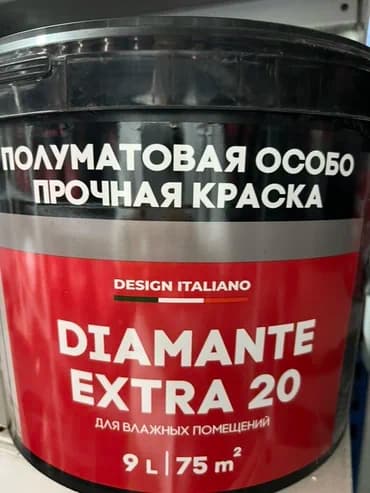 ПОЛУМАТОВАЯ ОСОБО
ПРОЧНАЯ КРАСКА
DESIGN ITALIANO
DIAMANTE
EXTRA 20
ДЛЯ ВЛАЖНЫХ ПОМЕЩЕНИЙ
9 L | 75 m²